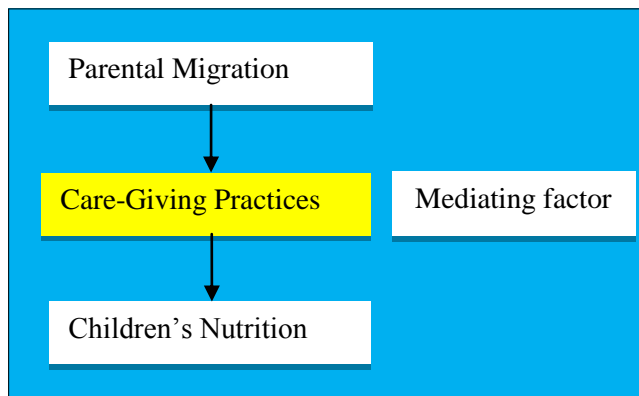 Parental Migration
Care-Giving Practices
Mediating factor
Children’s Nutrition